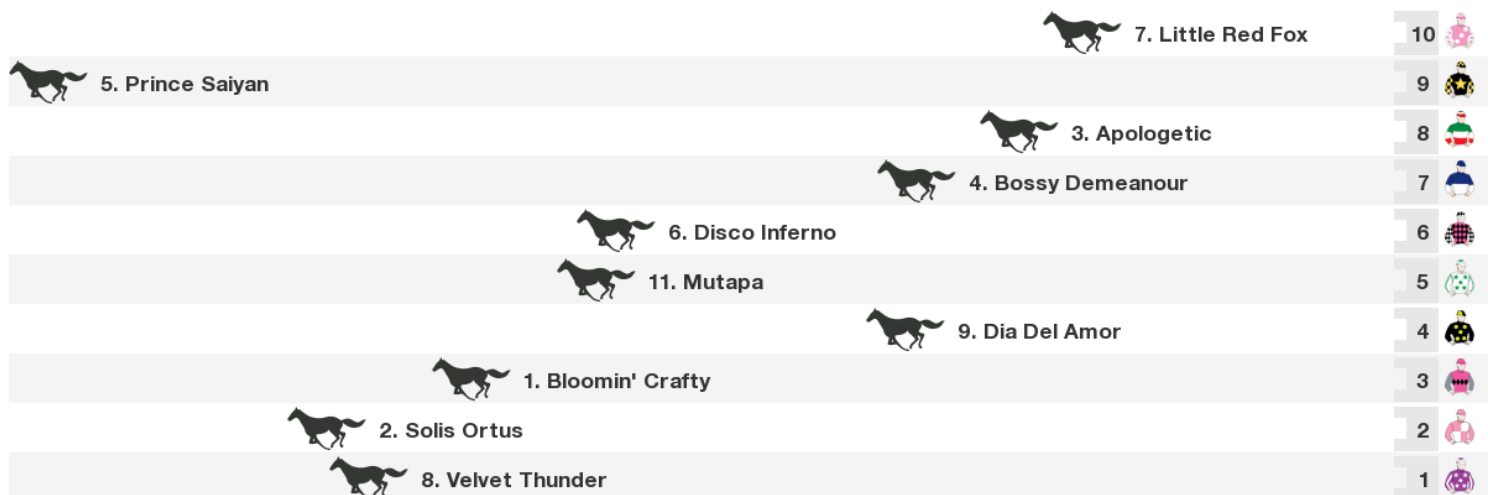 7. Little Red Fox 10
5. Prince Saiyan 9
3. Apologetic 8
4. Bossy Demeanour 7
6. Disco Inferno 6
11. Mutapa 5
9. Dia Del Amor 4
1. Bloomin' Crafty 3
2. Solis Ortus 2
8. Velvet Thunder 1